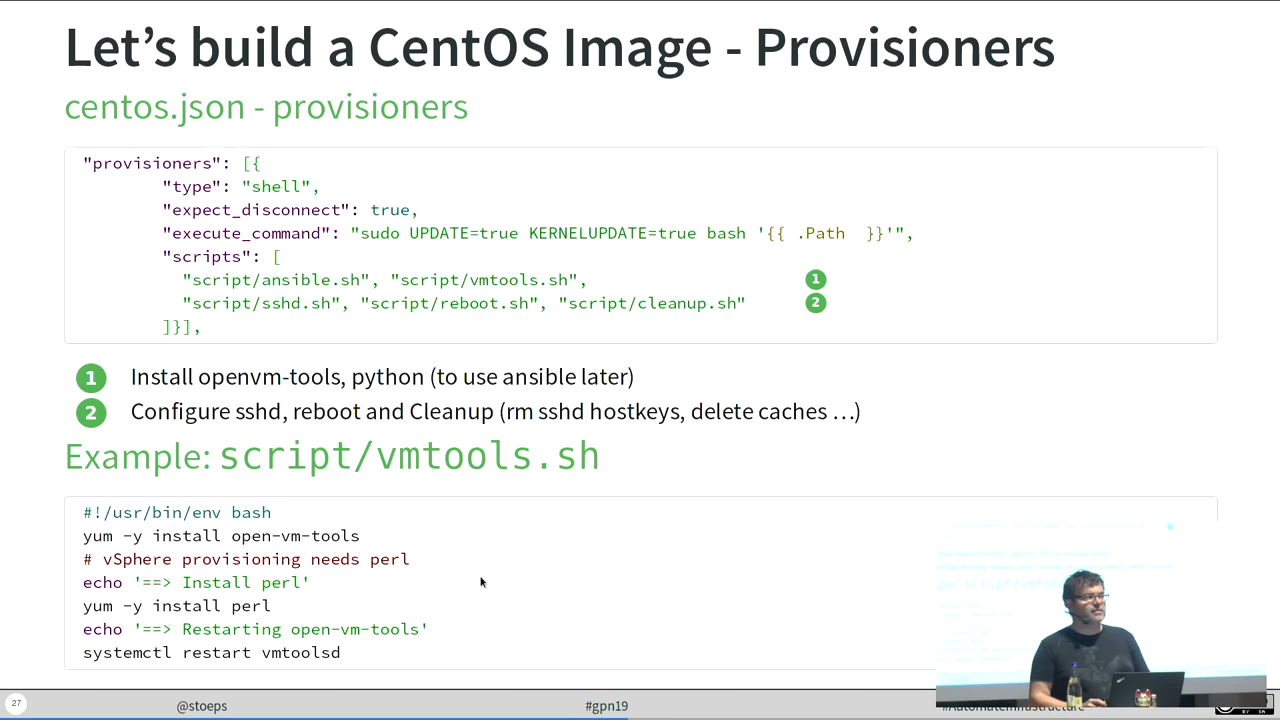 Let’s build a CentOS Image - Provisioners
centos.json - provisioners
"provisioners": [{
"type": "shell",
"expect_disconnect": true,
"execute_command": "sudo UPDATE=true KERNELUPDATE=true bash '{{ .Path  }}'",
"scripts": [
"script/ansible.sh", "script/vmtools.sh", 1
"script/sshd.sh", "script/reboot.sh", "script/cleanup.sh" 2
]}],
1 Install openvm-tools, python (to use ansible later)
2 Configure sshd, reboot and Cleanup (rm sshd hostkeys, delete caches …)
Example: script/vmtools.sh
#!/usr/bin/env bash
yum -y install open-vm-tools
# vSphere provisioning needs perl
echo '==> Install perl'
yum -y install perl
echo '==> Restarting open-vm-tools'
systemctl restart vmtoolsd
27 @stoeps #gpn19